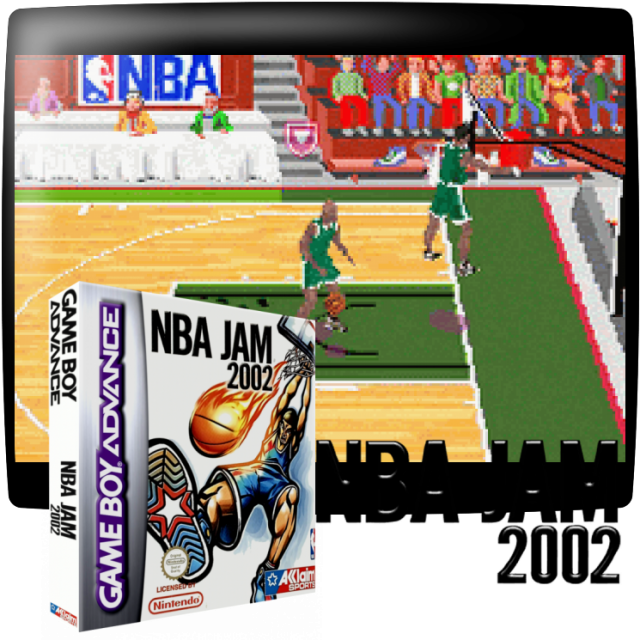 NBA
GAME BOY
ADVANCE
NBA JAM
2002
GAME BOY ADVANCE
NBA JAM
2002
LICENSED BY
Nintendo
AKklaim
SPORTS
NBA JAM
2002